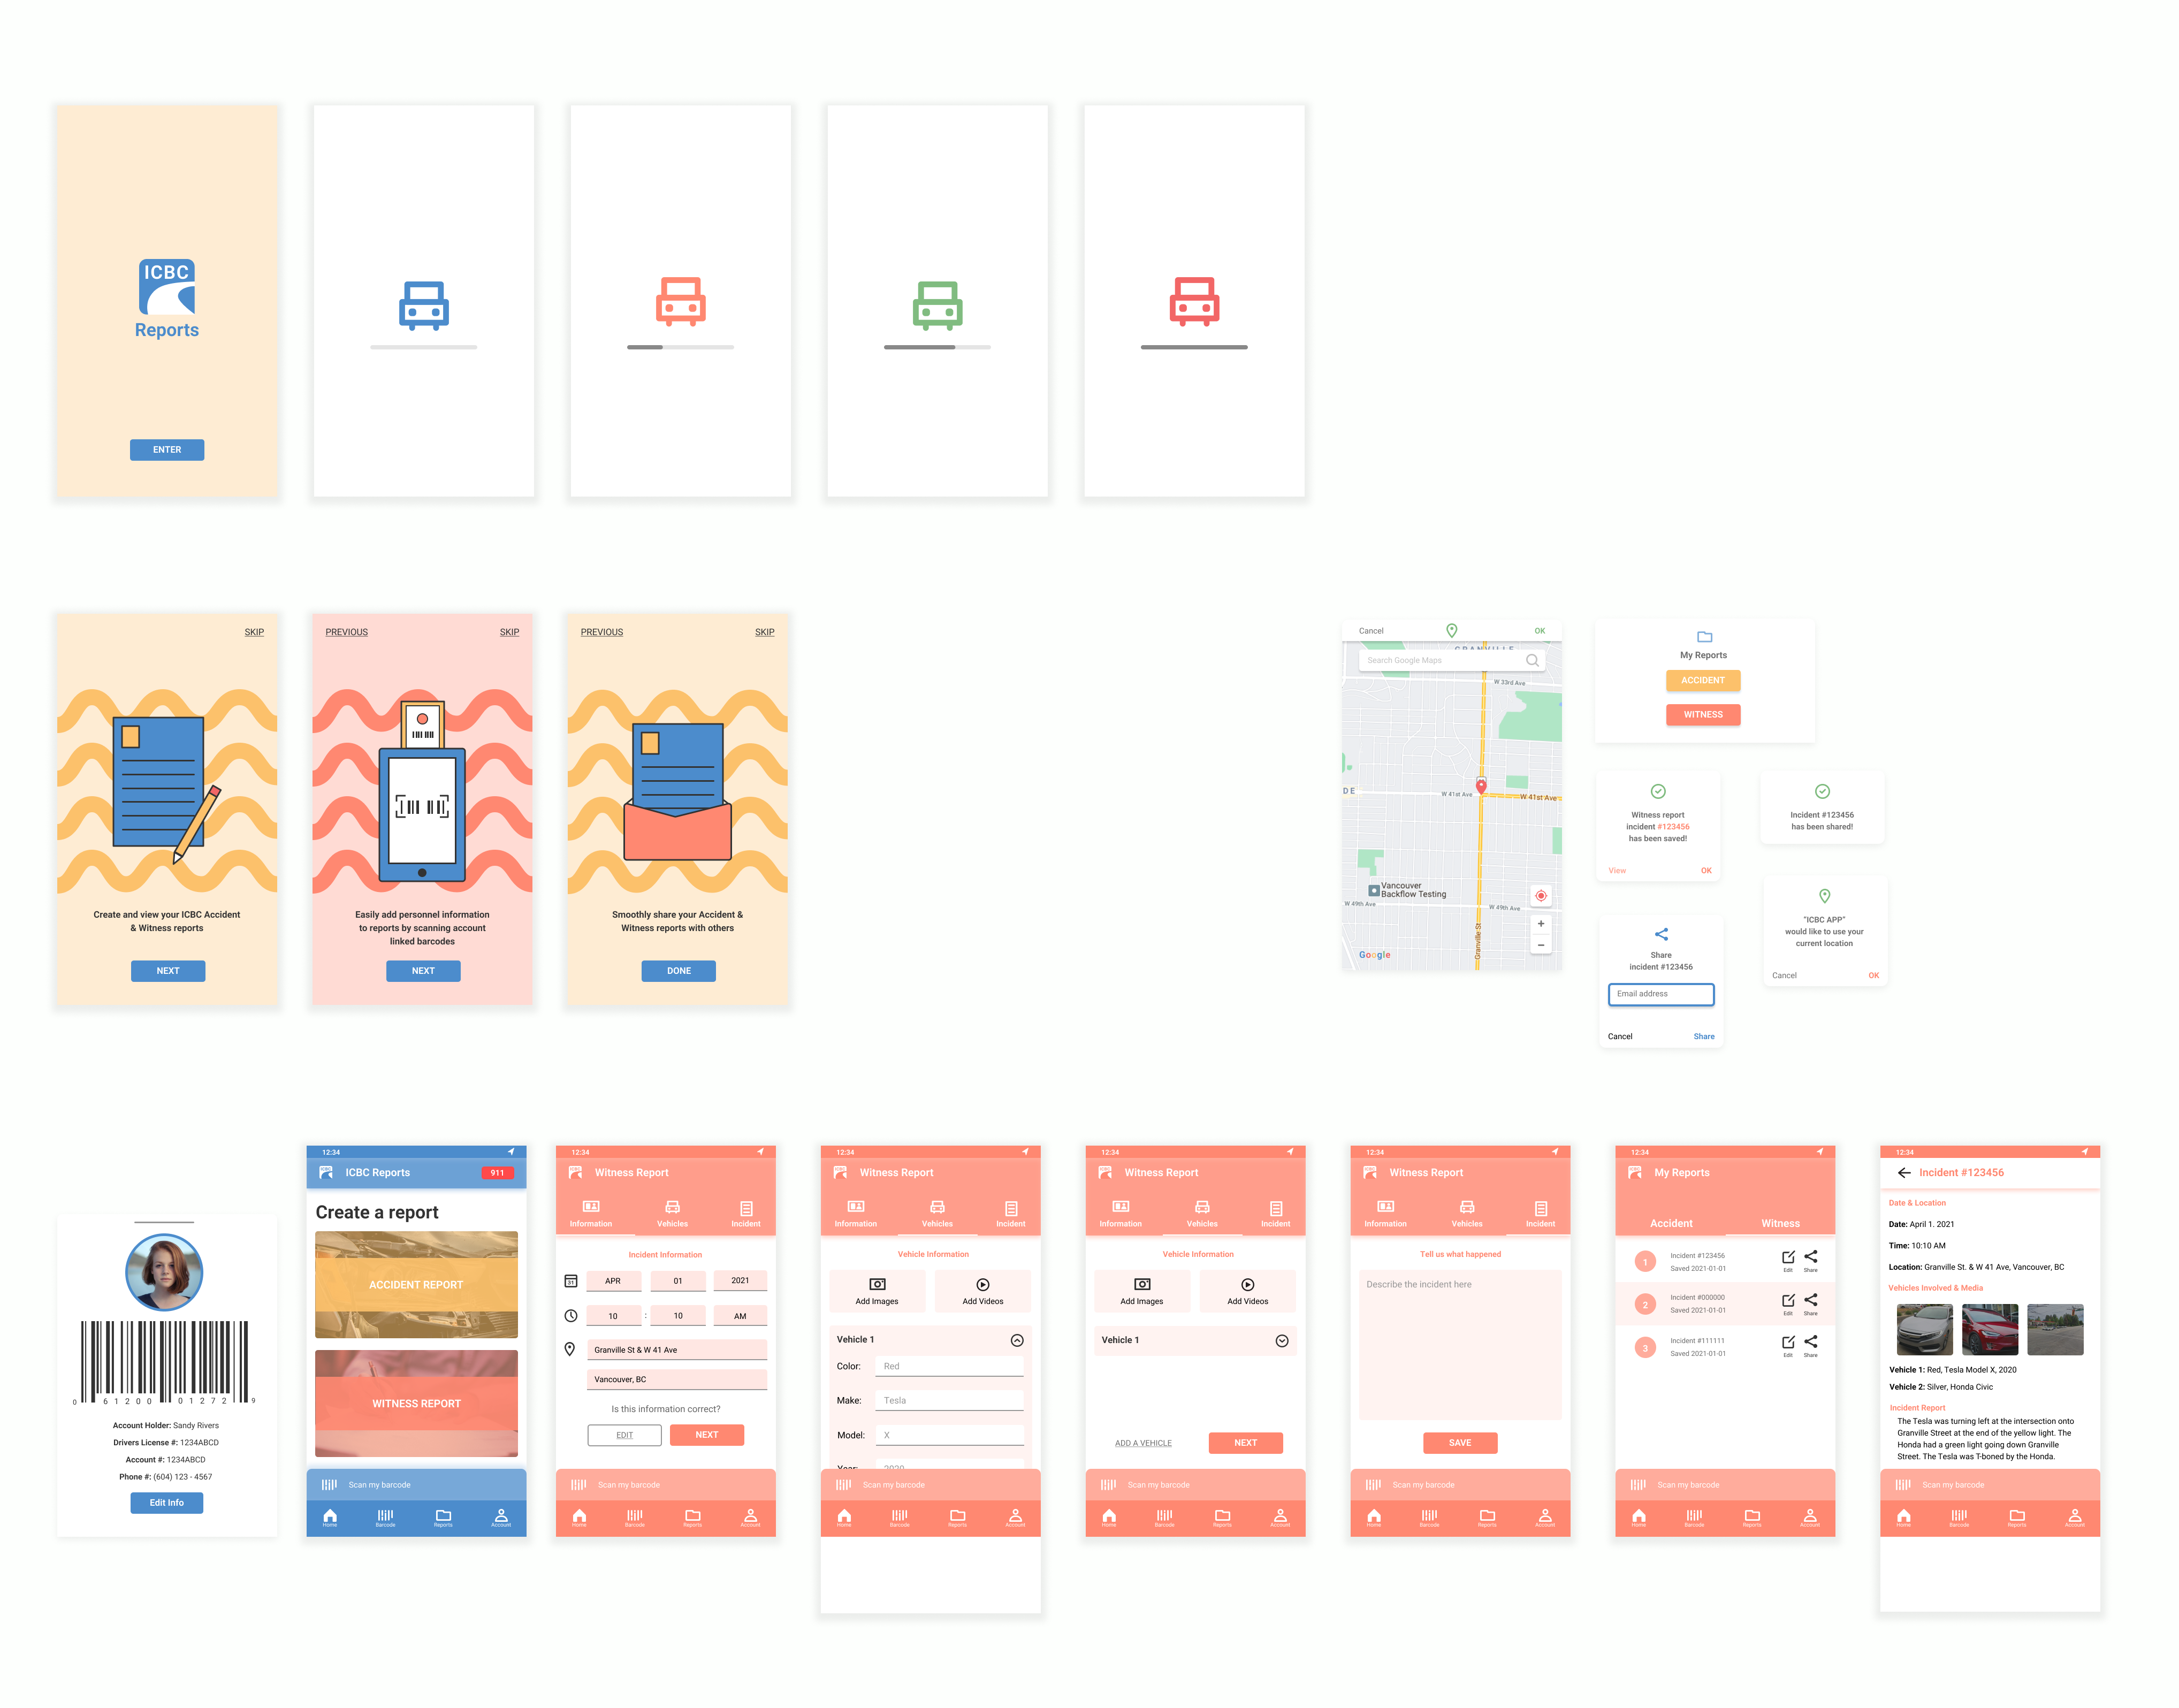 ICBC
Reports
ENTER
SKIP
Create and view your ICBC Accident
& Witness reports
NEXT
PREVIOUS
SKIP
Easily add personnel information
to reports by scanning account
linked barcodes
NEXT
PREVIOUS
SKIP
Smoothly share your Accident &
Witness reports with others
DONE
Cancel
OK
GRANVILLE
Search Google Maps
W 33rd Ave
DE
W 41st Ave
W 41st Ave
Vancouver
Backflow Testing
W 49th Ave
W 49th Ave
Granville St
+
−
Google
My Reports
ACCIDENT
WITNESS
Witness report
incident #123456
has been saved!
View
OK
Incident #123456
has been shared!
Share
incident #123456
Email address
Cancel
Share
"ICBC APP"
would like to use your
current location
Cancel
OK
0 61200 01272 9
Account Holder: Sandy Rivers
Drivers License #: 1234ABCD
Account #: 1234ABCD
Phone #: (604) 123 - 4567
Edit Info
12:34
ICBC
ICBC Reports
911
Create a report
ACCIDENT REPORT
WITNESS REPORT
Scan my barcode
Home
Barcode
Reports
Account
12:34
ICBC
Witness Report
Information
Vehicles
Incident
Incident Information
31
APR
01
2021
10
:
10
AM
Granville St & W 41 Ave
Vancouver, BC
Is this information correct?
EDIT
NEXT
Scan my barcode
Home
Barcode
Reports
Account
12:34
ICBC
Witness Report
Information
Vehicles
Incident
Vehicle Information
Add Images
Add Videos
Vehicle 1
Color:
Red
Make:
Tesla
Model:
X
Year:
2020
Scan my barcode
Home
Barcode
Reports
Account
12:34
ICBC
Witness Report
Information
Vehicles
Incident
Vehicle Information
Add Images
Add Videos
Vehicle 1
ADD A VEHICLE
NEXT
Scan my barcode
Home
Barcode
Reports
Account
12:34
ICBC
Witness Report
Information
Vehicles
Incident
Tell us what happened
Describe the incident here
SAVE
Scan my barcode
Home
Barcode
Reports
Account
12:34
ICBC
My Reports
Accident
Witness
1
Incident #123456
Saved 2021-01-01
Edit
Share
2
Incident #000000
Saved 2021-01-01
Edit
Share
3
Incident #111111
Saved 2021-01-01
Edit
Share
Scan my barcode
Home
Barcode
Reports
Account
12:34
Incident #123456
Date & Location
Date: April 1. 2021
Time: 10:10 AM
Location: Granville St. & W 41 Ave, Vancouver, BC
Vehicles Involved & Media
Vehicle 1: Red, Tesla Model X, 2020
Vehicle 2: Silver, Honda Civic
Incident Report
The Tesla was turning left at the intersection onto
Granville Street at the end of the yellow light. The
Honda had a green light going down Granville
Street. The Tesla was T-boned by the Honda.
Scan my barcode
Home
Barcode
Reports
Account